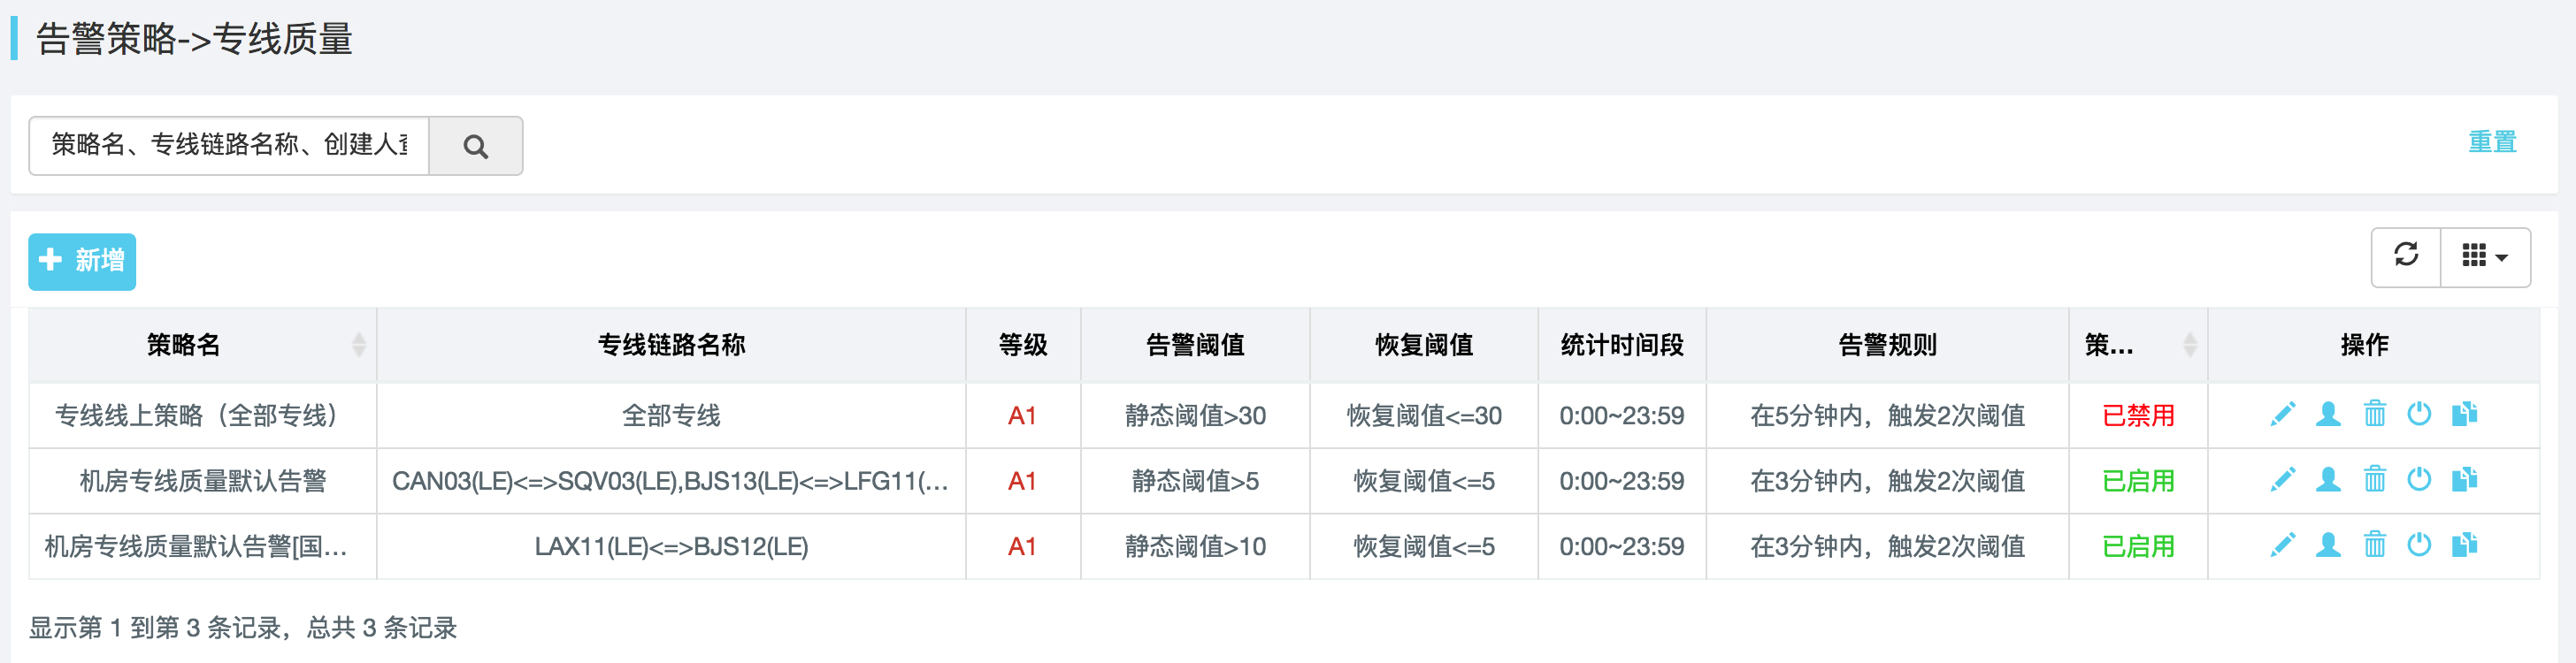 告警策略->专线质量
策略名、专线链路名称、创建人
重置
新增
策略名 专线链路名称 等级 告警阈值 恢复阈值 统计时间段 告警规则 策... 操作
专线线上策略（全部专线） 全部专线 A1 静态阈值>30 恢复阈值<=30 0:00~23:59 在5分钟内，触发2次阈值 已禁用
机房专线质量默认告警 CAN03(LE)<=>SQV03(LE),BJS13(LE)<=>LFG11(... A1 静态阈值>5 恢复阈值<=5 0:00~23:59 在3分钟内，触发2次阈值 已启用
机房专线质量默认告警[国... LAX11(LE)<=>BJS12(LE) A1 静态阈值>10 恢复阈值<=5 0:00~23:59 在3分钟内，触发2次阈值 已启用
显示第 1 到第 3 条记录，总共 3 条记录